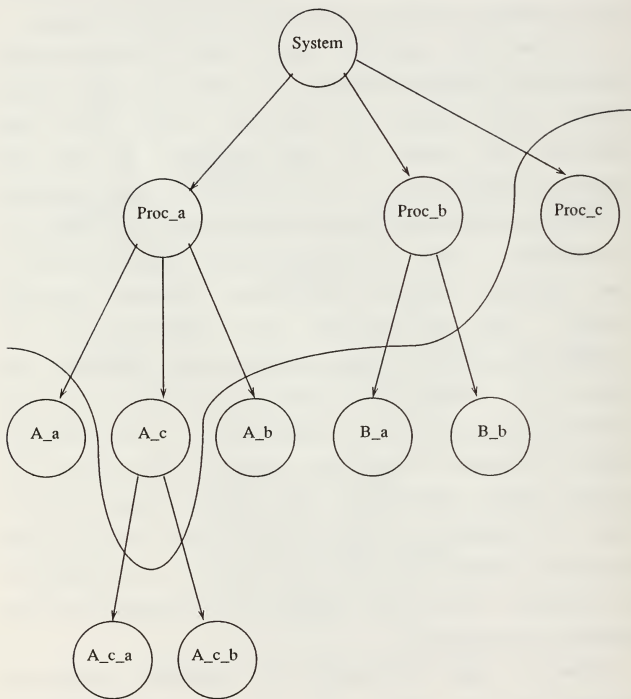 System
Proc_a
Proc_b
Proc_c
A_a
A_c
A_b
B_a
B_b
A_c_a
A_c_b